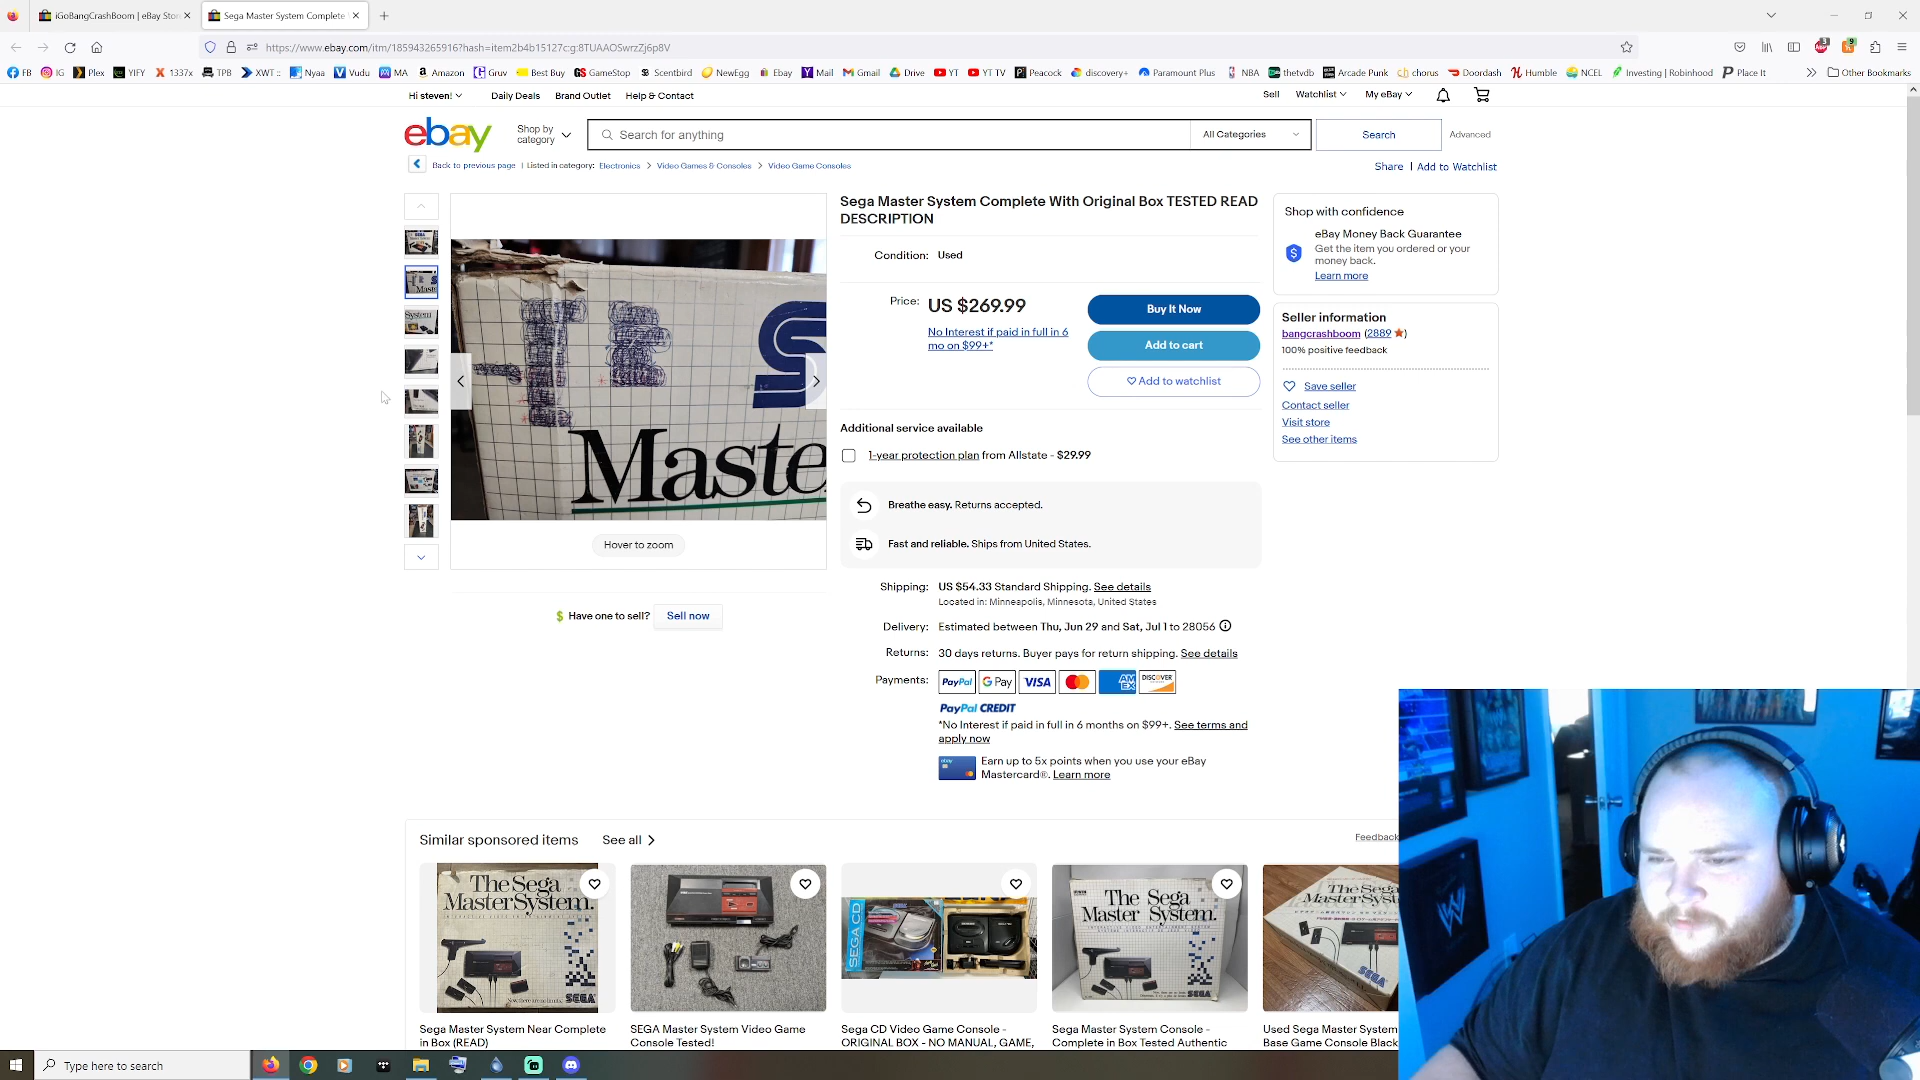 iGoBangCrashBoom | eBay Stor
Sega Master System Complete
https://www.ebay.com/itm/185943265916?hash=item2b4b15127c:g:8TUAAOSwrzZj6p8V
FB IG Plex YIFY 1337x TPB XWT :: Nyaa Vudu MA Amazon Gruv Best Buy GameStop Scentbird NewEgg Ebay Mail Gmail Drive YT YT TV Peacock discovery+ Paramount Plus NBA thetvdb Arcade Punk chorus Doordash Humble NCEL Investing | Robinhood Place It Other Bookmarks
Hi steven! Daily Deals Brand Outlet Help & Contact Sell Watchlist My eBay
ebay Shop by category Search for anything All Categories Search Advanced
Back to previous page | Listed in category: Electronics > Video Games & Consoles > Video Game Consoles Share | Add to Watchlist
Sega Master System Complete With Original Box TESTED READ
DESCRIPTION
Condition: Used
Price: US $269.99
No Interest if paid in full in 6
mo on $99+*
Buy It Now
Add to cart
Add to watchlist
Maste
Hover to zoom
Have one to sell? Sell now
Additional service available
1-year protection plan from Allstate - $29.99
Breathe easy. Returns accepted.
Fast and reliable. Ships from United States.
Shipping: US $54.33 Standard Shipping. See details
Located in: Minneapolis, Minnesota, United States
Delivery: Estimated between Thu, Jun 29 and Sat, Jul 1 to 28056
Returns: 30 days returns. Buyer pays for return shipping. See details
Payments: PayPal G Pay VISA AMEX DISCOVER
PayPal CREDIT
*No Interest if paid in full in 6 months on $99+. See terms and
apply now
Earn up to 5x points when you use your eBay
Mastercard®. Learn more
Shop with confidence
eBay Money Back Guarantee
Get the item you ordered or your
money back.
Learn more
Seller information
bangcrashboom (2889 )
100% positive feedback
Save seller
Contact seller
Visit store
See other items
Similar sponsored items See all
Feedback
The Sega
MasterSystem.
SEGA
SEGA CD
The Sega
Master System.
SEGA
Sega Master System Near Complete
in Box (READ)
SEGA Master System Video Game
Console Tested!
Sega CD Video Game Console -
ORIGINAL BOX - NO MANUAL, GAME,
Sega Master System Console -
Complete in Box Tested Authentic
Used Sega Master System
Base Game Console Black
Type here to search